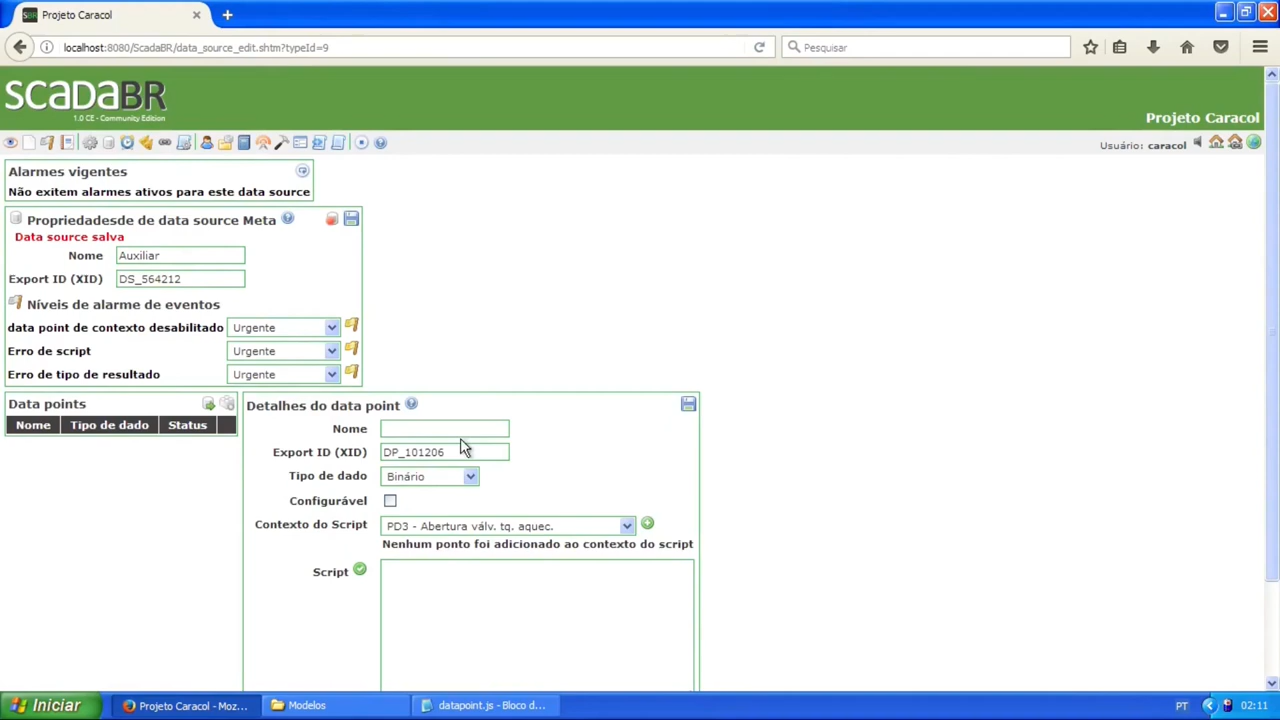 Projeto Caracol
localhost:8080/ScadaBR/data_source_edit.shtm?typeId=9
Pesquisar
SCADABR
1.0 CE - Community Edition
Projeto Caracol
Usuário: caracol
Alarmes vigentes
Não exitem alarmes ativos para este data source
Propriedadesde de data source Meta
Data source salva
Nome Auxiliar
Export ID (XID) DS_564212
Níveis de alarme de eventos
data point de contexto desabilitado Urgente
Erro de script Urgente
Erro de tipo de resultado Urgente
Data points
Nome Tipo de dado Status
Detalhes do data point
Nome
Export ID (XID) DP_101206
Tipo de dado Binário
Configurável
Contexto do Script PD3 - Abertura válv. tq. aquec.
Nenhum ponto foi adicionado ao contexto do script
Script
Iniciar
Projeto Caracol - Moz...
Modelos
datapoint.js - Bloco d...
PT
02:11